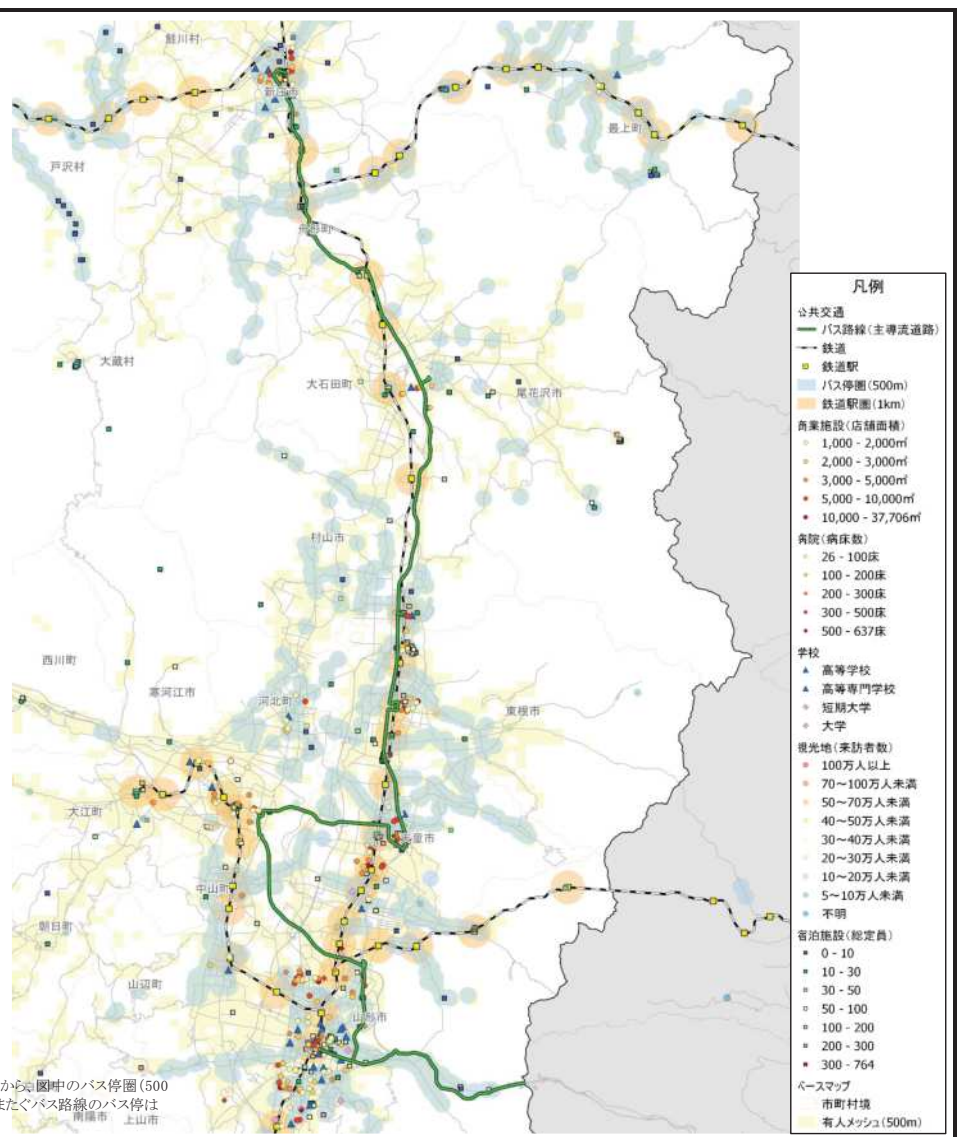 鮭川村
新庄市
最上町
戸沢村
舟形町
大蔵村
大石田町
尾花沢市
村山市
西川町
寒河江市
河北町
東根市
大江町
天童市
中山町
朝日町
山辺町
山形市
から、図中のバス停圏(500
またぐバス路線のバス停は
南陽市
上山市
凡例
公共交通
バス路線(主導流道路)
鉄道
鉄道駅
バス停圏(500m)
鉄道駅圏(1km)
商業施設(店舗面積)
1,000 - 2,000㎡
2,000 - 3,000㎡
3,000 - 5,000㎡
5,000 - 10,000㎡
10,000 - 37,706㎡
病院(病床数)
26 - 100床
100 - 200床
200 - 300床
300 - 500床
500 - 637床
学校
高等学校
高等専門学校
短期大学
大学
観光地(来訪者数)
100万人以上
70～100万人未満
50～70万人未満
40～50万人未満
30～40万人未満
20～30万人未満
10～20万人未満
5～10万人未満
不明
宿泊施設(総定員)
0 - 10
10 - 30
30 - 50
50 - 100
100 - 200
200 - 300
300 - 764
ベースマップ
市町村境
有人メッシュ(500m)